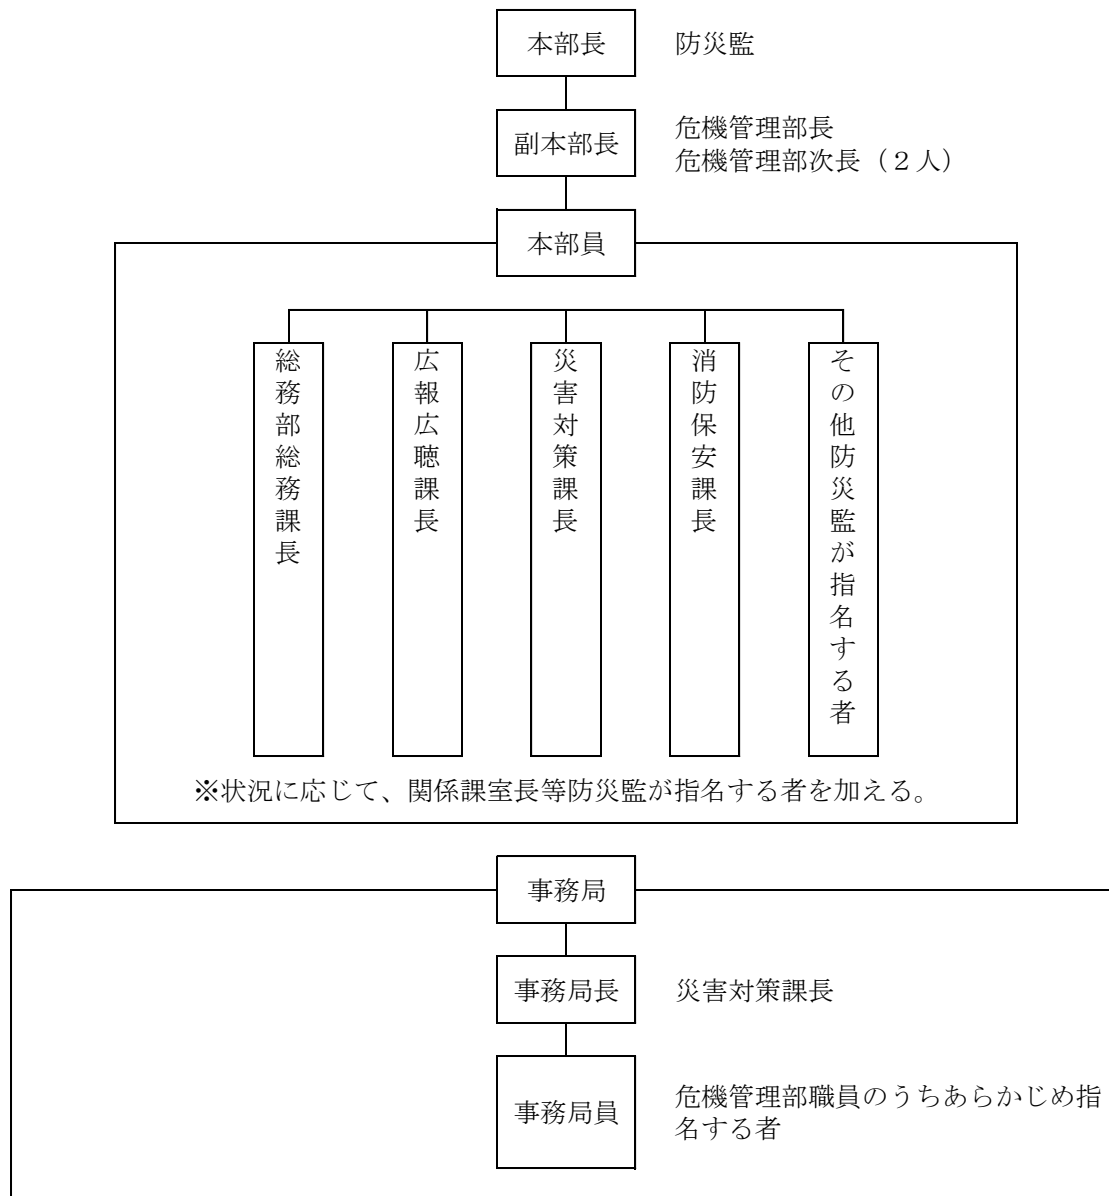 本部長
防災監
副本部長
危機管理部長
危機管理部次長（２人）
本部員
総務部総務課長
広報広聴課長
災害対策課長
消防保安課長
その他防災監が指名する者
※状況に応じて、関係課室長等防災監が指名する者を加える。
事務局
事務局長
災害対策課長
事務局員
危機管理部職員のうちあらかじめ指
名する者